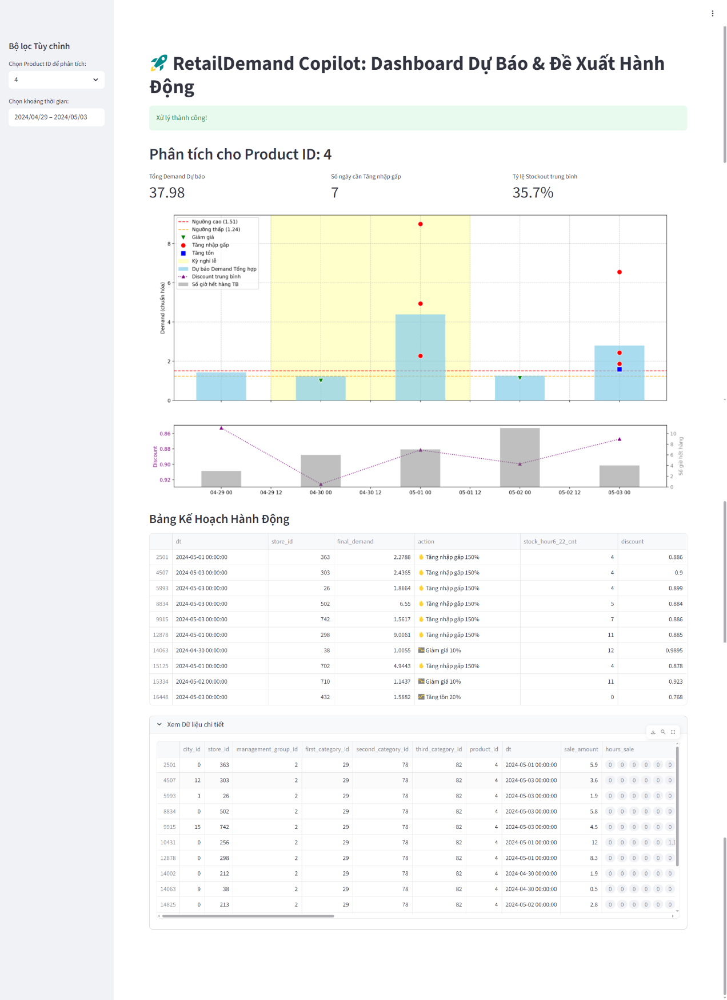 Bộ lọc Tùy chỉnh
Chọn Product ID để phân tích:
4
Chọn khoảng thời gian:
2024/04/29 – 2024/05/03
RetailDemand Copilot: Dashboard Dự Báo & Đề Xuất Hành
Động
Xử lý thành công!
Phân tích cho Product ID: 4
Tổng Demand Dự báo
37.98
Số ngày cần Tăng nhập gấp
7
Tỷ lệ Stockout trung bình
35.7%
Ngưỡng cao (1.51)
Ngưỡng thấp (1.24)
Giảm giá
Tăng nhập gấp
Tăng tồn
Kỳ nghỉ lễ
Dự báo Demand Tổng hợp
Discount trung bình
Số giờ hết hàng TB
Demand (chuẩn hóa)
8
6
4
2
0
Discount
0.86
0.88
0.90
0.92
10
8
6
4
2
0
Số giờ hết hàng
04-29 00 04-29 12 04-30 00 04-30 12 05-01 00 05-01 12 05-02 00 05-02 12 05-03 00
Bảng Kế Hoạch Hành Động
dt store_id final_demand action stock_hour6_22_cnt discount
2501 2024-05-01 00:00:00 363 2.2788 Tăng nhập gấp 150% 4 0.886
4507 2024-05-03 00:00:00 303 2.4365 Tăng nhập gấp 150% 4 0.9
5993 2024-05-03 00:00:00 26 1.8664 Tăng nhập gấp 150% 4 0.899
8834 2024-05-03 00:00:00 502 6.55 Tăng nhập gấp 150% 5 0.884
9915 2024-05-03 00:00:00 742 1.5617 Tăng nhập gấp 150% 7 0.886
12878 2024-05-01 00:00:00 298 9.0061 Tăng nhập gấp 150% 11 0.885
14063 2024-04-30 00:00:00 38 1.0055 Giảm giá 10% 12 0.9895
15125 2024-05-01 00:00:00 702 4.9443 Tăng nhập gấp 150% 4 0.878
15334 2024-05-02 00:00:00 710 1.1437 Giảm giá 10% 11 0.923
16448 2024-05-03 00:00:00 432 1.5882 Tăng tồn 20% 0 0.768
Xem Dữ liệu chi tiết
city_id store_id management_group_id first_category_id second_category_id third_category_id product_id dt sale_amount hours_sale
2501 0 363 2 29 78 82 4 2024-05-01 00:00:00 5.9 0 0 0 0 0 0
4507 12 303 2 29 78 82 4 2024-05-03 00:00:00 3.6 0 0 0 0 0 0
5993 1 26 2 29 78 82 4 2024-05-03 00:00:00 1.9 0 0 0 0 0 0
8834 0 502 2 29 78 82 4 2024-05-03 00:00:00 5.8 0 0 0 0 0 0
9915 15 742 2 29 78 82 4 2024-05-03 00:00:00 4.5 0 0 0 0 0 0
10431 0 256 2 29 78 82 4 2024-05-01 00:00:00 12 0 0 0 0 0
12878 0 298 2 29 78 82 4 2024-05-01 00:00:00 8.3 0 0 0 0 0 0
14002 0 212 2 29 78 82 4 2024-04-30 00:00:00 1.9 0 0 0 0 0 0
14063 9 38 2 29 78 82 4 2024-04-30 00:00:00 0.5 0 0 0 0 0 0
14825 0 213 2 29 78 82 4 2024-05-02 00:00:00 2.8 0 0 0 0 0 0